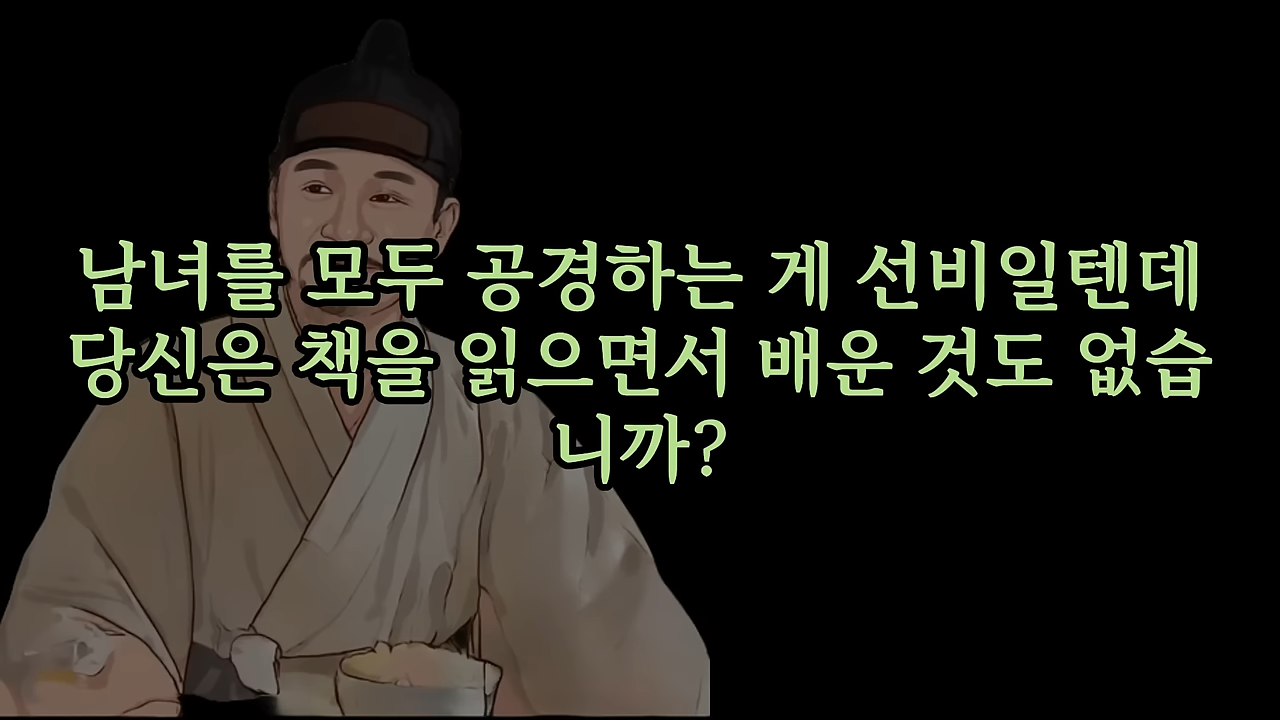 남녀를 모두 공경하는 게 선비일텐데
당신은 책을 읽으면서 배운 것도 없습
니까?